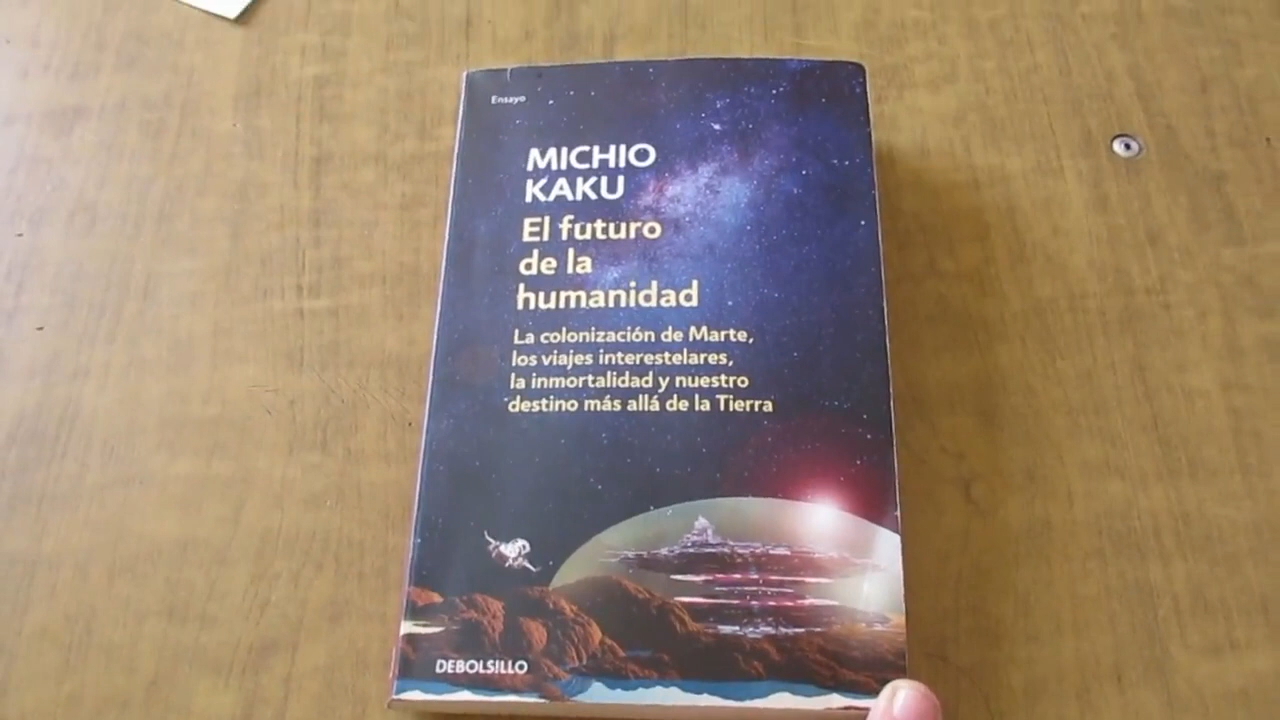 Ensayo
MICHIO
KAKU
El futuro
de la
humanidad
La colonización de Marte,
los viajes interestelares,
la inmortalidad y nuestro
destino más allá de la Tierra
DEBOLSILLO